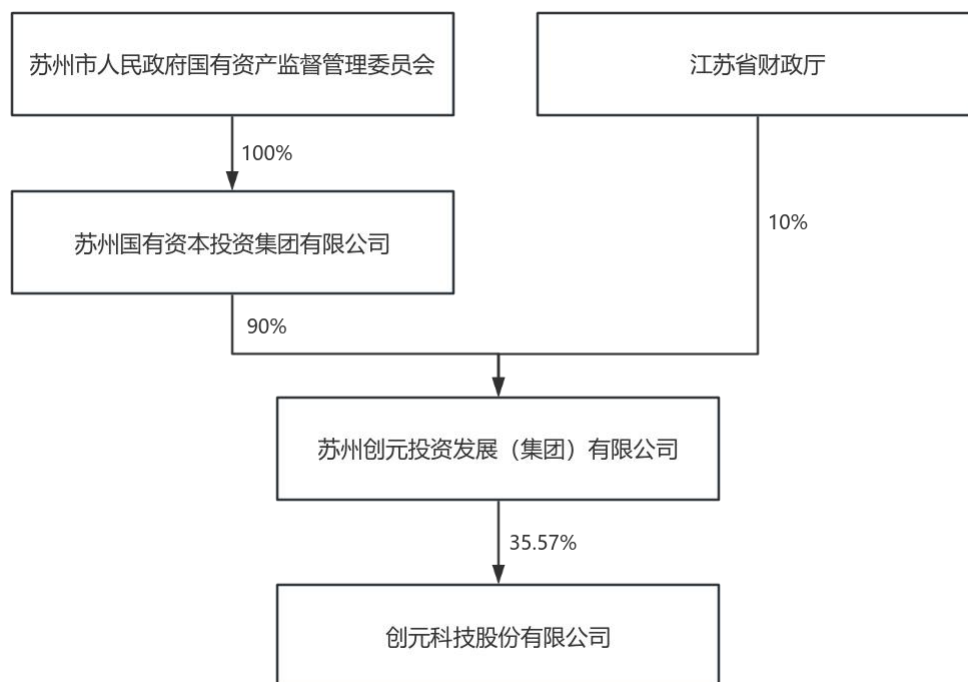 苏州市人民政府国有资产监督管理委员会
江苏省财政厅
100%
苏州国有资本投资集团有限公司
10%
90%
苏州创元投资发展（集团）有限公司
35.57%
创元科技股份有限公司